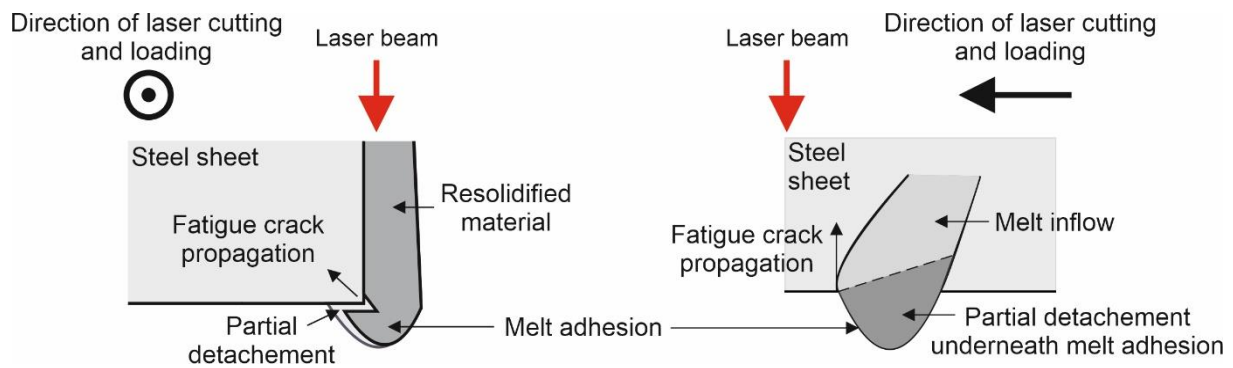 Direction of laser cutting
and loading
Laser beam
Steel sheet
Fatigue crack
propagation
Partial
detachement
Resolidified
material
Melt adhesion
Laser beam
Direction of laser cutting
and loading
Steel
sheet
Fatigue crack
propagation
Melt inflow
Partial detachement
underneath melt adhesion